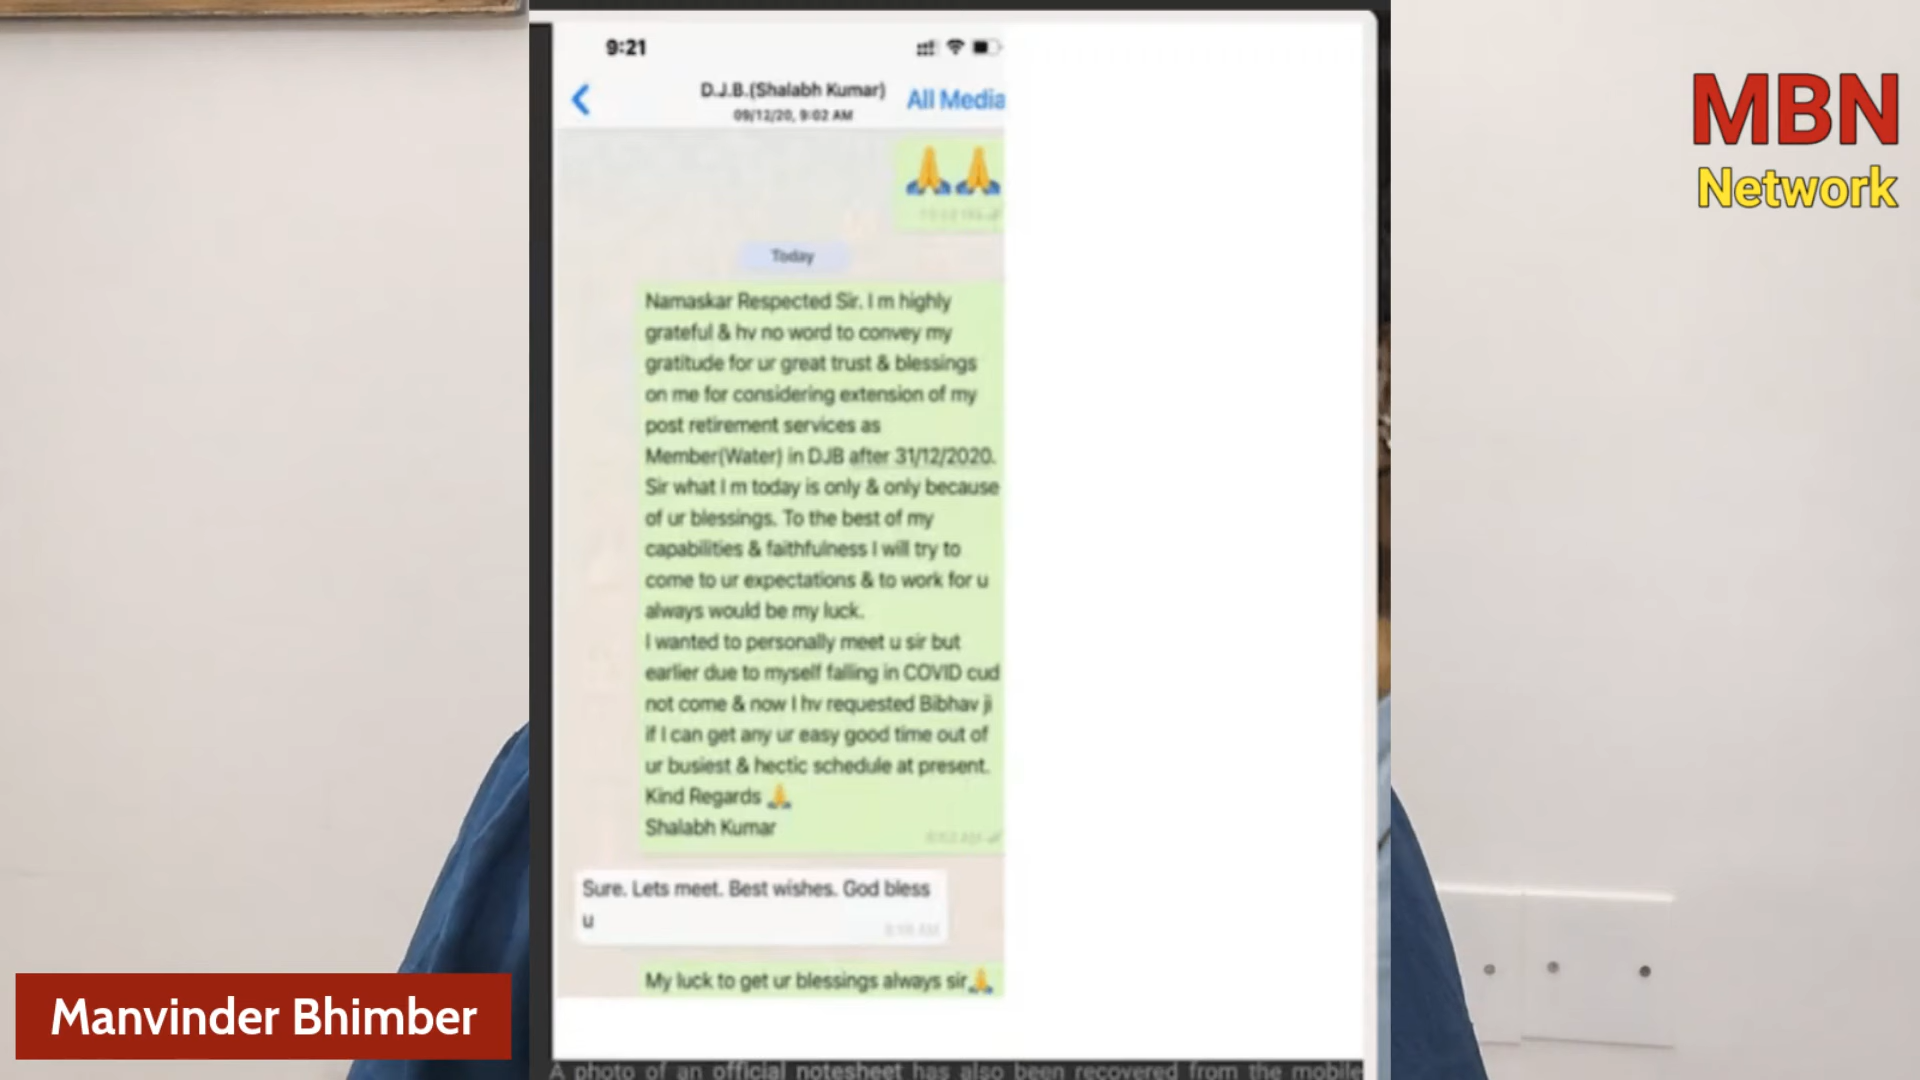 9:21
D.J.B.(Shalabh Kumar)
All Media
09/12/20, 9:02 AM
MBN
Network
Today
Namaskar Respected Sir. I m highly
grateful & hv no word to convey my
gratitude for ur great trust & blessings
on me for considering extension of my
post retirement services as
Member(Water) in DJB after 31/12/2020.
Sir what I m today is only & only because
of ur blessings. To the best of my
capabilities & faithfulness I will try to
come to ur expectations & to work for u
always would be my luck.
I wanted to personally meet u sir but
earlier due to myself falling in COVID cud
not come & now I hv requested Bibhav ji
if I can get any ur easy good time out of
ur busiest & hectic schedule at present.
Kind Regards 🙏
Shalabh Kumar
Sure. Lets meet. Best wishes. God bless
u
My luck to get ur blessings always sir🙏
Manvinder Bhimber
A photo of an official notesheet has also been recovered from the mobile